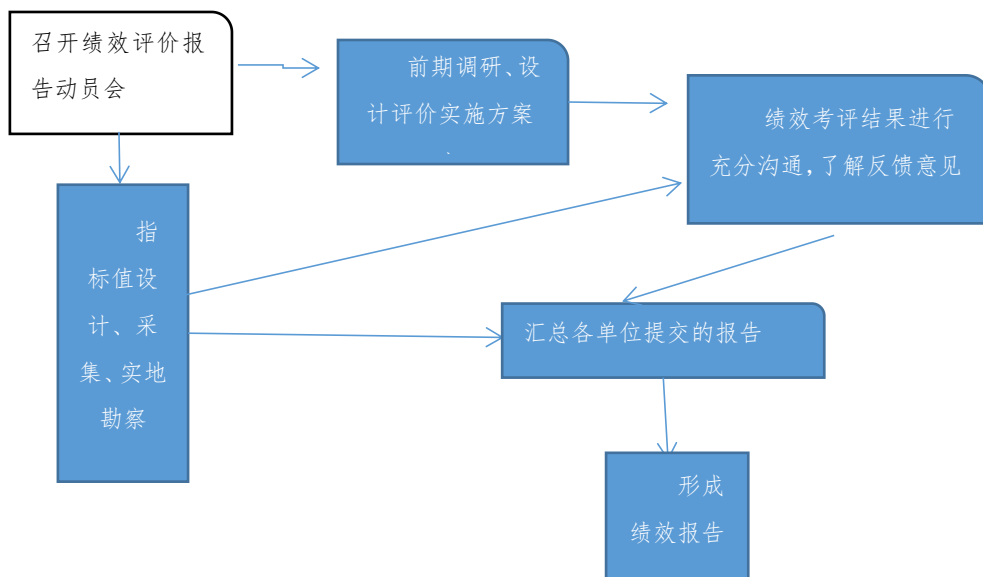 召开绩效评价报
告动员会
前期调研、设
计评价实施方案
绩效考评结果进行
充分沟通,了解反馈意见
指
标值设
计、采
集、实地
勘察
汇总各单位提交的报告
形成
绩效报告